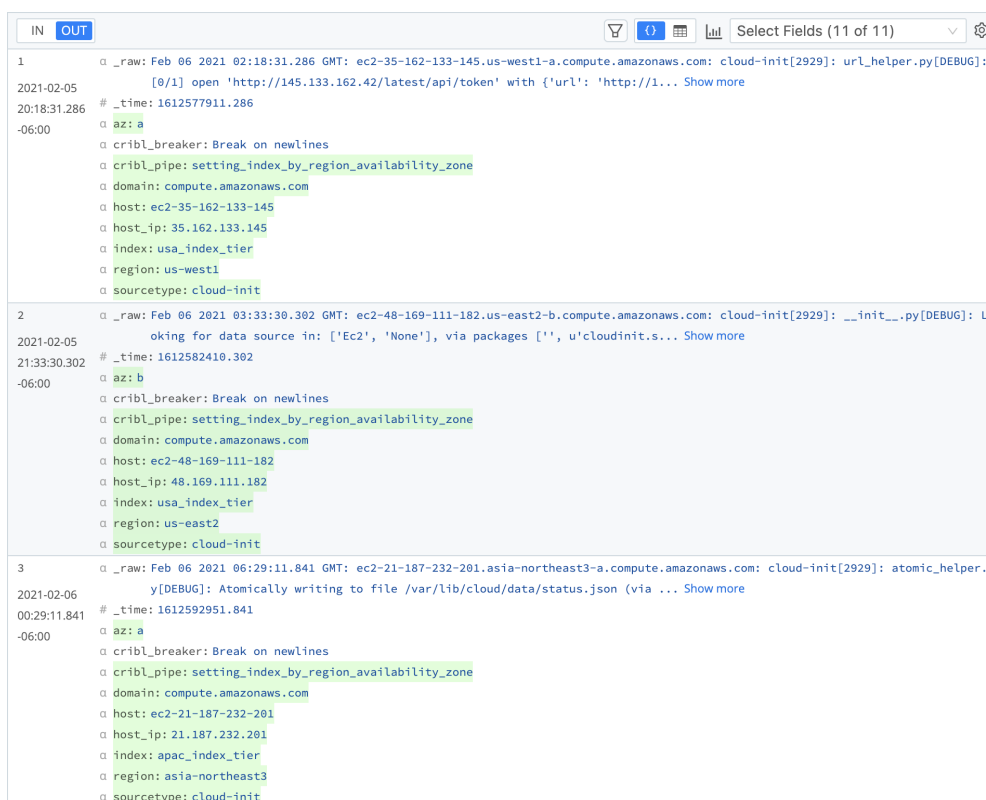 IN OUT {} Select Fields (11 of 11)
1 α _raw: Feb 06 2021 02:18:31.286 GMT: ec2-35-162-133-145.us-west1-a.compute.amazonaws.com: cloud-init[2929]: url_helper.py[DEBUG]:
2021-02-05 [0/1] open 'http://145.133.162.42/latest/api/token' with {'url': 'http://1... Show more
20:18:31.286 # _time: 1612577911.286
-06:00 α az: a
α cribl_breaker: Break on newlines
α cribl_pipe: setting_index_by_region_availability_zone
α domain: compute.amazonaws.com
α host: ec2-35-162-133-145
α host_ip: 35.162.133.145
α index: usa_index_tier
α region: us-west1
α sourcetype: cloud-init
2 α _raw: Feb 06 2021 03:33:30.302 GMT: ec2-48-169-111-182.us-east2-b.compute.amazonaws.com: cloud-init[2929]: __init__.py[DEBUG]: L
2021-02-05 oking for data source in: ['Ec2', 'None'], via packages ['', u'cloudinit.s... Show more
21:33:30.302 # _time: 1612582410.302
-06:00 α az: b
α cribl_breaker: Break on newlines
α cribl_pipe: setting_index_by_region_availability_zone
α domain: compute.amazonaws.com
α host: ec2-48-169-111-182
α host_ip: 48.169.111.182
α index: usa_index_tier
α region: us-east2
α sourcetype: cloud-init
3 α _raw: Feb 06 2021 06:29:11.841 GMT: ec2-21-187-232-201.asia-northeast3-a.compute.amazonaws.com: cloud-init[2929]: atomic_helper.
2021-02-06 y[DEBUG]: Atomically writing to file /var/lib/cloud/data/status.json (via ... Show more
00:29:11.841 # _time: 1612592951.841
-06:00 α az: a
α cribl_breaker: Break on newlines
α cribl_pipe: setting_index_by_region_availability_zone
α domain: compute.amazonaws.com
α host: ec2-21-187-232-201
α host_ip: 21.187.232.201
α index: apac_index_tier
α region: asia-northeast3
α sourcetype: cloud-init